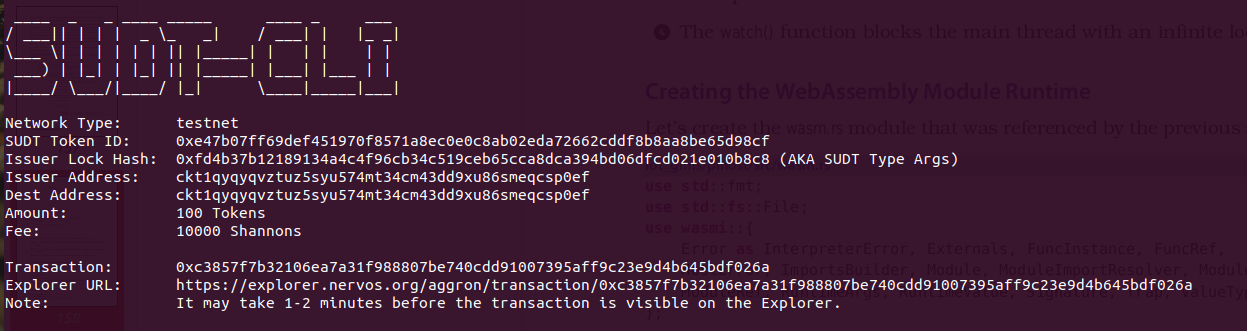 SUDT-CLI
Network Type: testnet
SUDT Token ID: 0xe47b07ff69def451970f8571a8ec0e0c8ab02eda72662cddf8b8aa8be65d98cf
Issuer Lock Hash: 0xfd4b37b12189134a4c4f96cb34c519ceb65cca8dca394bd06dfcd021e010b8c8 (AKA SUDT Type Args)
Issuer Address: ckt1qyqyqvztuz5syu574mt34cm43dd9xu86smeqcsp0ef
Dest Address: ckt1qyqyqvztuz5syu574mt34cm43dd9xu86smeqcsp0ef
Amount: 100 Tokens
Fee: 10000 Shannons
Transaction: 0xc3857f7b32106ea7a31f988807be740cdd91007395aff9c23e9d4b645bdf026a
Explorer URL: https://explorer.nervos.org/aggron/transaction/0xc3857f7b32106ea7a31f988807be740cdd91007395aff9c23e9d4b645bdf026a
Note: It may take 1-2 minutes before the transaction is visible on the Explorer.
The watch() function blocks the main thread with an infinite
Creating the WebAssembly Module Runtime
Let's create the wasm.rs module that was referenced by the previous
use std::fmt;
use std::fs::File;
use wasmi::{
Error as InterpreterError, Externals, FuncInstance, FuncRef,
ImportsBuilder, Module, ModuleImportResolver,
158